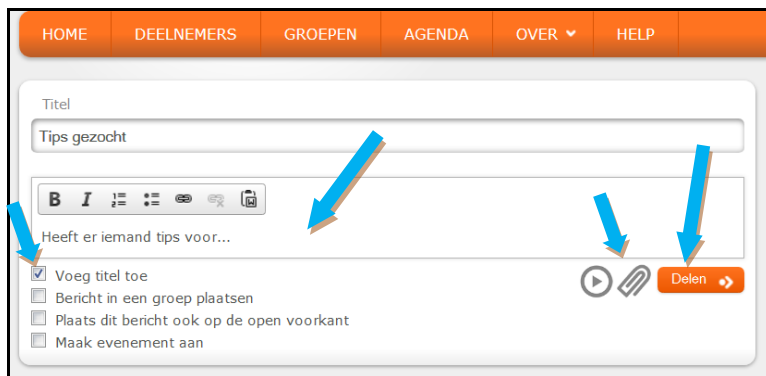 HOME DEELNEMERS GROEPEN AGENDA OVER HELP
Titel
Tips gezocht
B I
Heeft er iemand tips voor...
Voeg titel toe
Delen
Bericht in een groep plaatsen
Plaats dit bericht ook op de open voorkant
Maak evenement aan